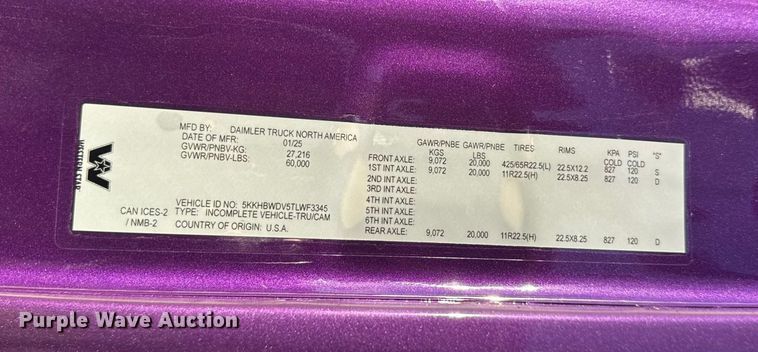 WESTERN STAR
MFD BY: DAIMLER TRUCK NORTH AMERICA
DATE OF MFR: 01/25
GVWR/PNBV-KG: 27,216
GVWR/PNBV-LBS: 60,000
VEHICLE ID NO: 5KKHBWDV5TLWF3345
CAN ICES-2 TYPE: INCOMPLETE VEHICLE-TRU/CAM
/ NMB-2 COUNTRY OF ORIGIN: U.S.A.
GAWR/PNBE GAWR/PNBE TIRES RIMS KPA PSI "S"
KGS LBS COLD COLD
FRONT AXLE: 9,072 20,000 425/65R22.5(L) 22.5X12.2 827 120 S
1ST INT AXLE: 9,072 20,000 11R22.5(H) 22.5X8.25 827 120 D
2ND INT AXLE:
3RD INT AXLE:
4TH INT AXLE:
5TH INT AXLE:
6TH INT AXLE:
REAR AXLE: 9,072 20,000 11R22.5(H) 22.5X8.25 827 120 D
Purple Wave Auction